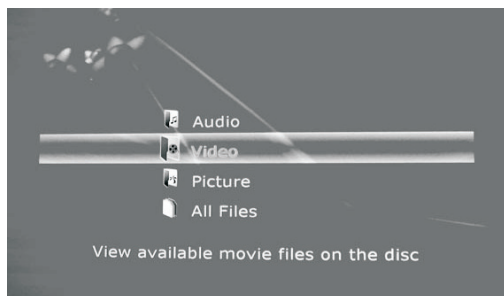 Audio
Video
Picture
All Files
View available movie files on the disc